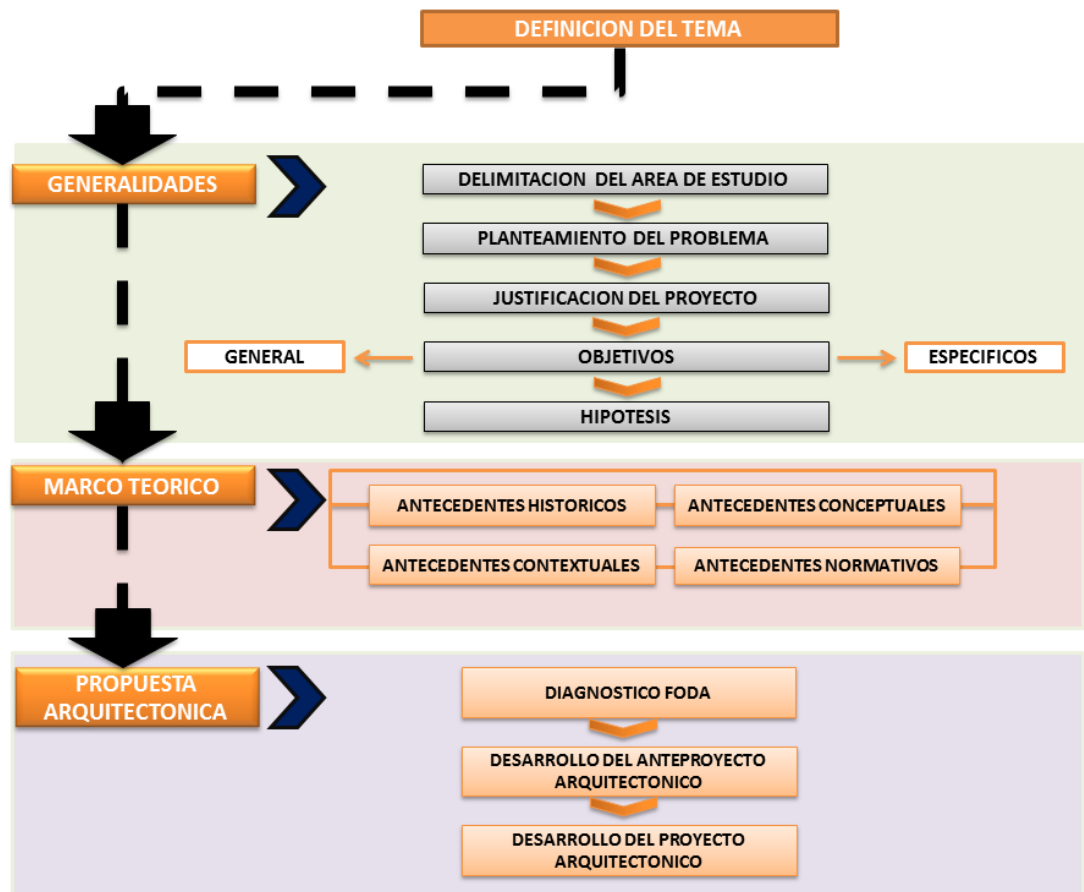 DEFINICION DEL TEMA
GENERALIDADES
DELIMITACION DEL AREA DE ESTUDIO
PLANTEAMIENTO DEL PROBLEMA
JUSTIFICACION DEL PROYECTO
GENERAL
OBJETIVOS
ESPECIFICOS
HIPOTESIS
MARCO TEORICO
ANTECEDENTES HISTORICOS
ANTECEDENTES CONCEPTUALES
ANTECEDENTES CONTEXTUALES
ANTECEDENTES NORMATIVOS
PROPUESTA
ARQUITECTONICA
DIAGNOSTICO FODA
DESARROLLO DEL ANTEPROYECTO
ARQUITECTONICO
DESARROLLO DEL PROYECTO
ARQUITECTONICO